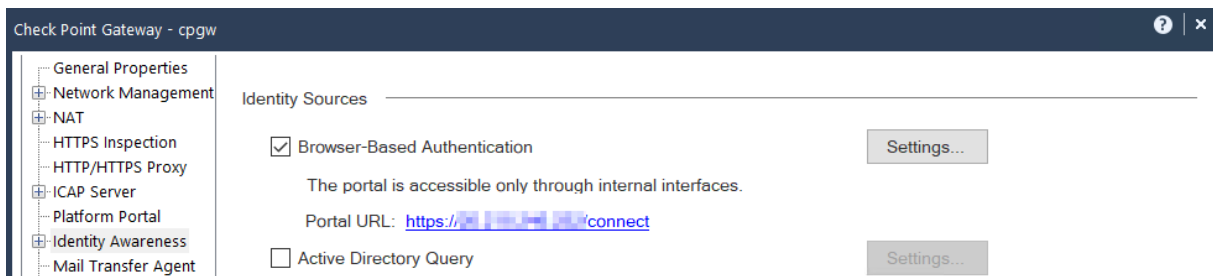 Check Point Gateway - cpgw
General Properties
Network Management
NAT
HTTPS Inspection
HTTP/HTTPS Proxy
ICAP Server
Platform Portal
Identity Awareness
Mail Transfer Agent
Identity Sources
Browser-Based Authentication
Settings...
The portal is accessible only through internal interfaces.
Portal URL: https:// /connect
Active Directory Query
Settings...